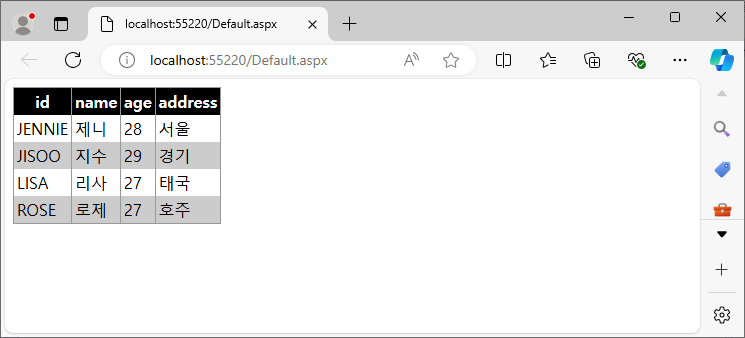 localhost:55220/Default.aspx
localhost:55220/Default.aspx
id name age address
JENNIE 제니 28 서울
JISOO 지수 29 경기
LISA 리사 27 태국
ROSE 로제 27 호주